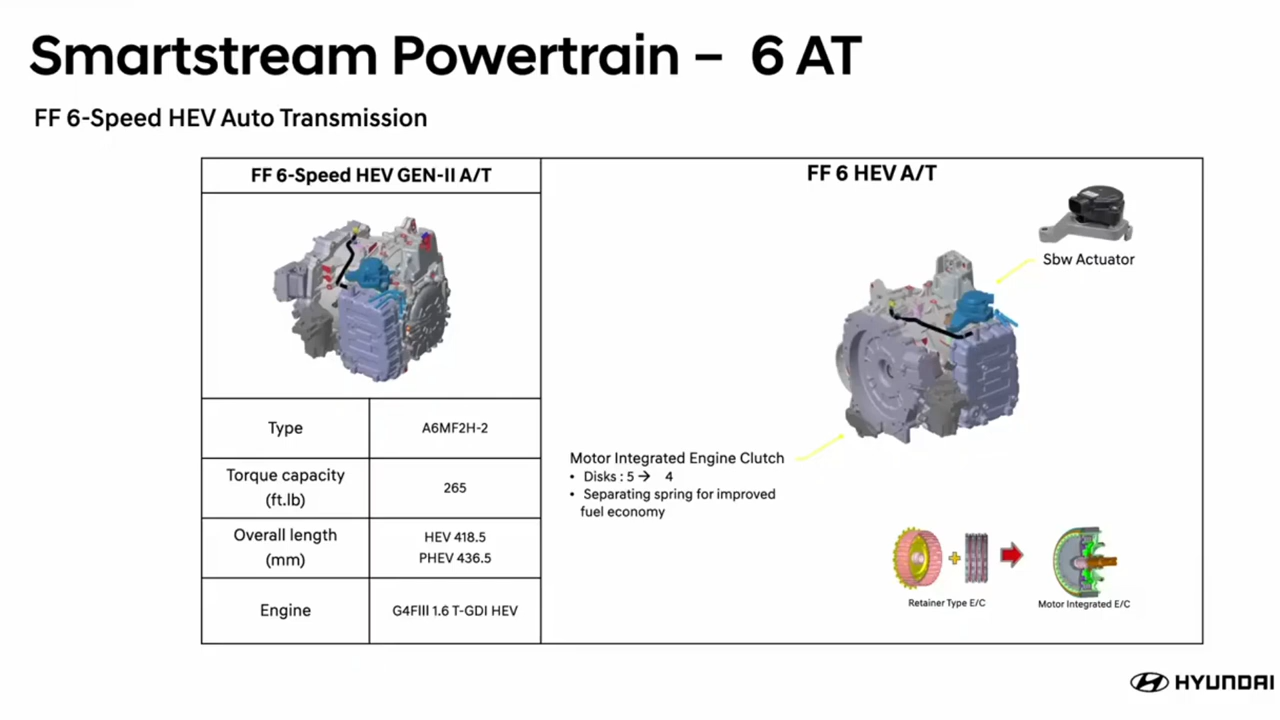 Smartstream Powertrain – 6 AT
FF 6-Speed HEV Auto Transmission
FF 6-Speed HEV GEN-II A/T
Type
A6MF2H-2
Torque capacity
(ft.lb)
265
Overall length
(mm)
HEV 418.5
PHEV 436.5
Engine
G4FIII 1.6 T-GDI HEV
FF 6 HEV A/T
Sbw Actuator
Motor Integrated Engine Clutch
• Disks : 5 → 4
• Separating spring for improved
fuel economy
Retainer Type E/C
Motor Integrated E/C
HYUNDAI